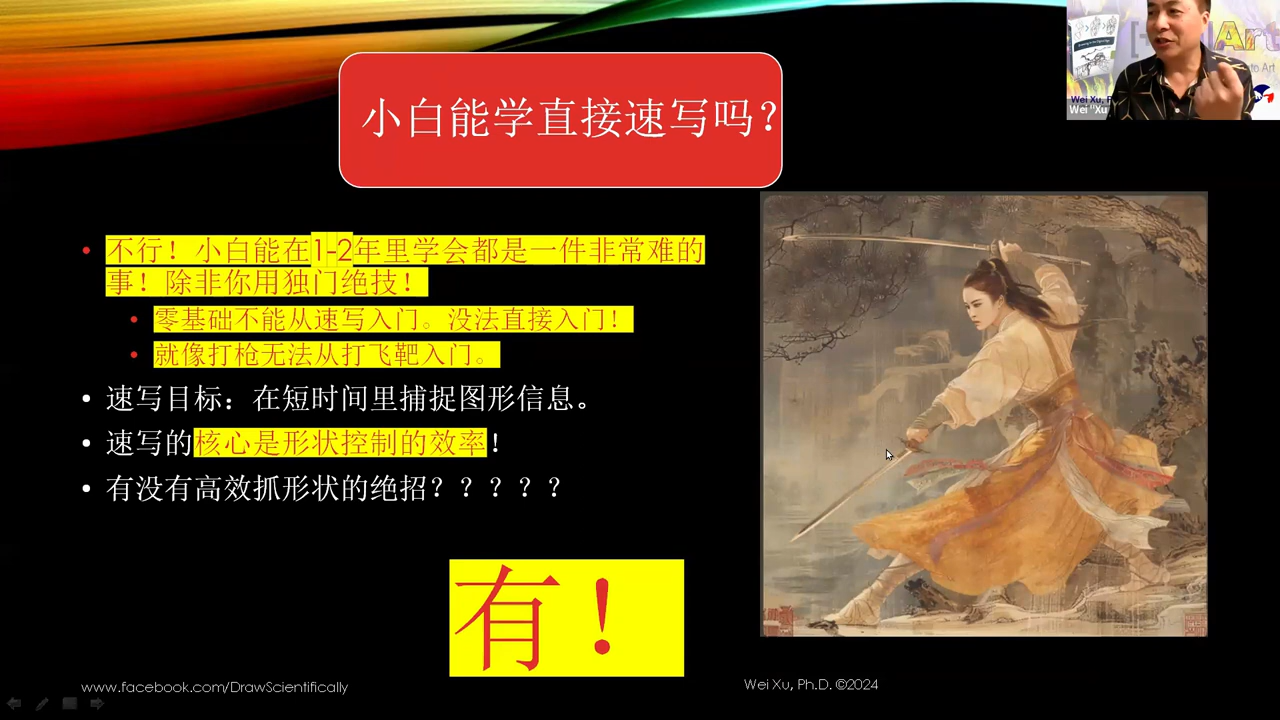 小白能学直接速写吗？
不行！小白能在1-2年里学会都是一件非常难的
事！除非你用独门绝技！
零基础不能从速写入门。没法直接入门！
就像打枪无法从打飞靶入门。
速写目标：在短时间里捕捉图形信息。
速写的核心是形状控制的效率！
有没有高效抓形状的绝招？？？？？
有！
www.facebook.com/DrawScientifically
Wei Xu, Ph.D. ©2024
Art
Wei "Xu